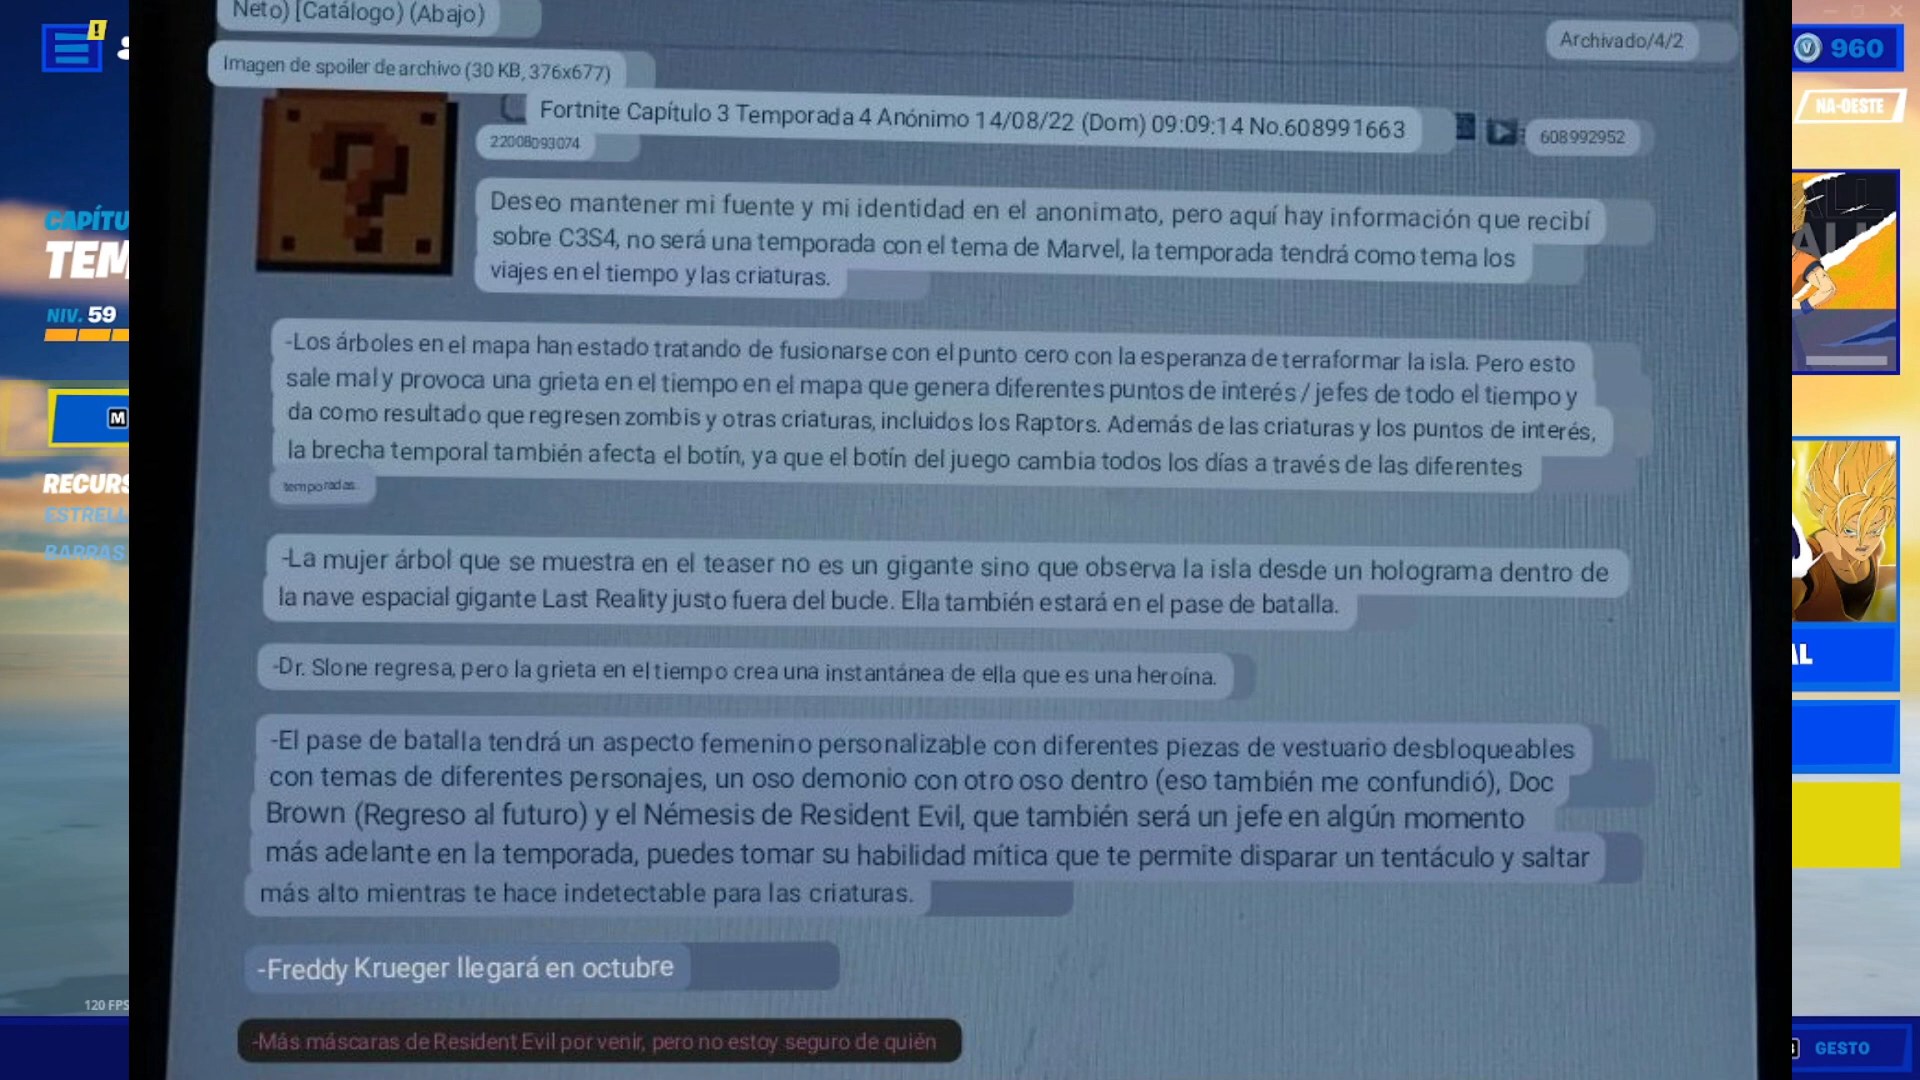 Neto) [Catálogo) (Abajo)
Archivado/4/2
960
Imagen de spoiler de archivo (30 KB, 376x677)
NA-OESTE
Fortnite Capítulo 3 Temporada 4 Anónimo 14/08/22 (Dom) 09:09:14 No.608991663
608992952
22008093074
Deseo mantener mi fuente y mi identidad en el anonimato, pero aquí hay información que recibí
sobre C3S4, no será una temporada con el tema de Marvel, la temporada tendrá como tema los
viajes en el tiempo y las criaturas.
CAPÍTU
TEM
NIV. 59
-Los árboles en el mapa han estado tratando de fusionarse con el punto cero con la esperanza de terraformar la isla. Pero esto
sale mal y provoca una grieta en el tiempo en el mapa que genera diferentes puntos de interés / jefes de todo el tiempo y
da como resultado que regresen zombis y otras criaturas, incluidos los Raptors. Además de las criaturas y los puntos de interés,
la brecha temporal también afecta el botín, ya que el botín del juego cambia todos los días a través de las diferentes
temporadas.
M
RECURS
ESTRELL
BARRAS
-La mujer árbol que se muestra en el teaser no es un gigante sino que observa la isla desde un holograma dentro de
la nave espacial gigante Last Reality justo fuera del bucle. Ella también estará en el pase de batalla.
-Dr. Slone regresa, pero la grieta en el tiempo crea una instantánea de ella que es una heroína.
AL
-El pase de batalla tendrá un aspecto femenino personalizable con diferentes piezas de vestuario desbloqueables
con temas de diferentes personajes, un oso demonio con otro oso dentro (eso también me confundió), Doc
Brown (Regreso al futuro) y el Némesis de Resident Evil, que también será un jefe en algún momento
más adelante en la temporada, puedes tomar su habilidad mítica que te permite disparar un tentáculo y saltar
más alto mientras te hace indetectable para las criaturas.
-Freddy Krueger llegará en octubre
120 FPS
-Más máscaras de Resident Evil por venir, pero no estoy seguro de quién
GESTO